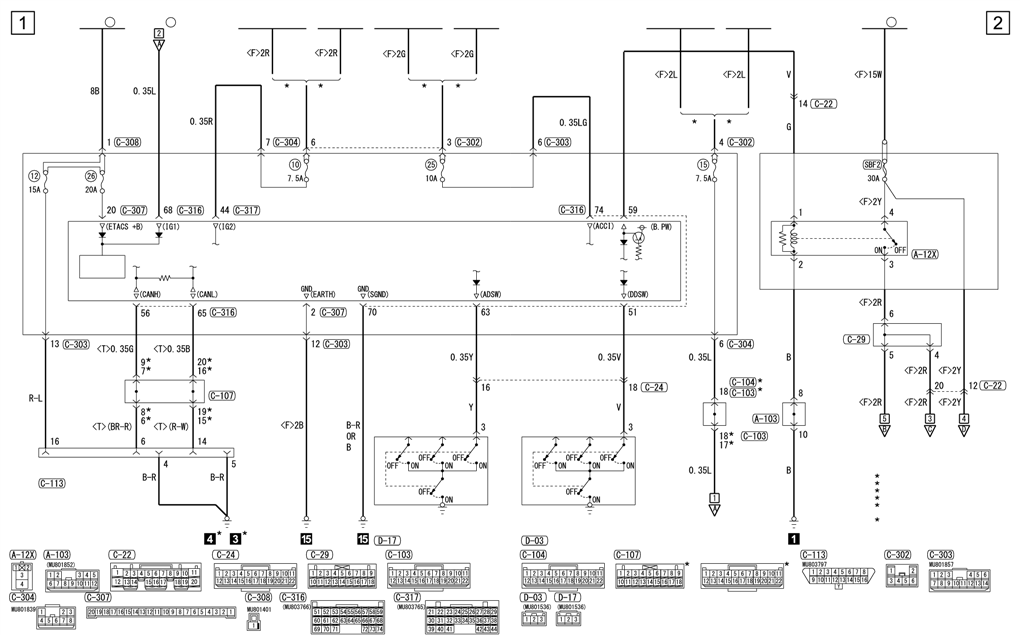 1
2
2
A
<F>2R
<F>2R
<F>2G
<F>2G
<F>2L
<F>2L
V
<F>15W
8B
0.35L
0.35R
0.35LG
14
C-22
G
* *
* *
* *
1
C-308
7
C-304
6
3
C-302
6
C-303
4
C-302
12
15A
26
20A
10
7.5A
25
10A
15
7.5A
SBF2
30A
20
C-307
68
C-316
44
C-317
C-316
74
59
<F>2Y
1
4
(ETACS +B)
(IG1)
(IG2)
(ACCI)
(B.PW)
ON
OFF
A-12X
2
3
(CANH)
(CANL)
GND
(EARTH)
GND
(SGND)
(ADSW)
(DDSW)
56
65
C-316
2
C-307
70
63
51
<F>2R
6
13
C-303
<T>0.35G
<T>0.35B
12
C-303
0.35Y
0.35V
0.35L
6
C-304
B
C-29
5
4
9*
7*
20*
16*
C-107
16
18
C-24
18
C-104*
C-103*
8
A-103
<F>2R
<F>2Y
20
12
C-22
R-L
8*
6*
19*
15*
<T>(BR-R)
<T>(R-W)
<F>2B
B-R
OR
B
Y
V
18*
17*
C-103
10
<F>2R
<F>2R
<F>2Y
16
6
14
3
3
0.35L
B
5
B
3
C
4
D
4
5
OFF
ON
OFF
ON
OFF
ON
OFF
ON
OFF
ON
OFF
ON
OFF
ON
OFF
ON
B-R
B-R
C-113
1
A
*
*
*
*
*
4*
3*
15
15
D-17
D-03
1
A-12X
A-103
(MU801852)
C-22
C-24
C-29
C-103
C-104
C-107
C-113
(MU803797)
C-302
C-303
(MU801857)
C-304
(MU801839)
C-307
C-308
(MU801401)
C-316
C-317
(MU803765)
D-03
(MU801536)
D-17
(MU801536)